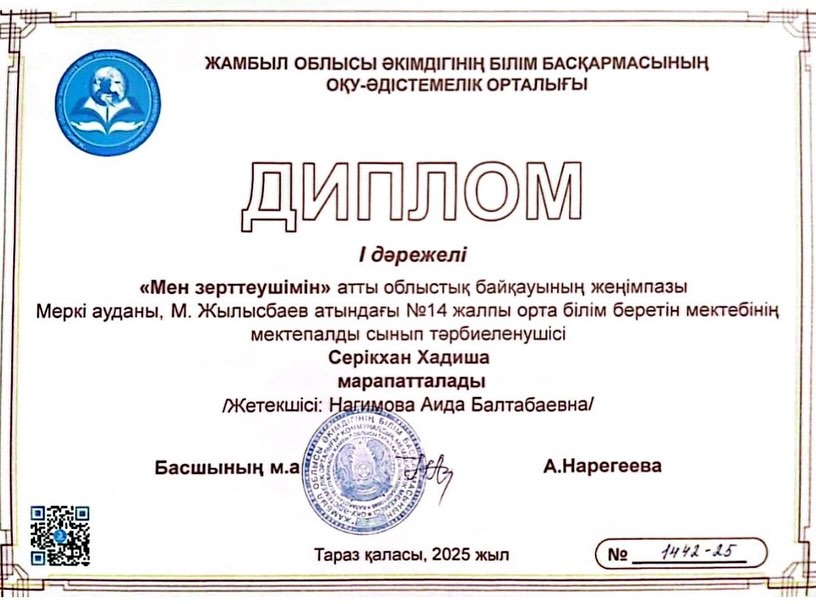 ЖАМБЫЛ ОБЛЫСЫ ӘКІМДІГІНІҢ БІЛІМ БАСҚАРМАСЫНЫҢ
ОҚУ-ӘДІСТЕМЕЛІК ОРТАЛЫҒЫ
ДИПЛОМ
І дәрежелі
«Мен зерттеушімін» атты облыстық байқауының жеңімпазы
Меркі ауданы, М. Жылысбаев атындағы №14 жалпы орта білім беретін мектебінің
мектепалды сынып тәрбиеленушісі
Серікхан Хадиша
марапатталады
/Жетекшісі: Нагимова Аида Балтабаевна/
Басшының м.а
А.Нарегеева
Тараз қаласы, 2025 жыл
№ 1442-25